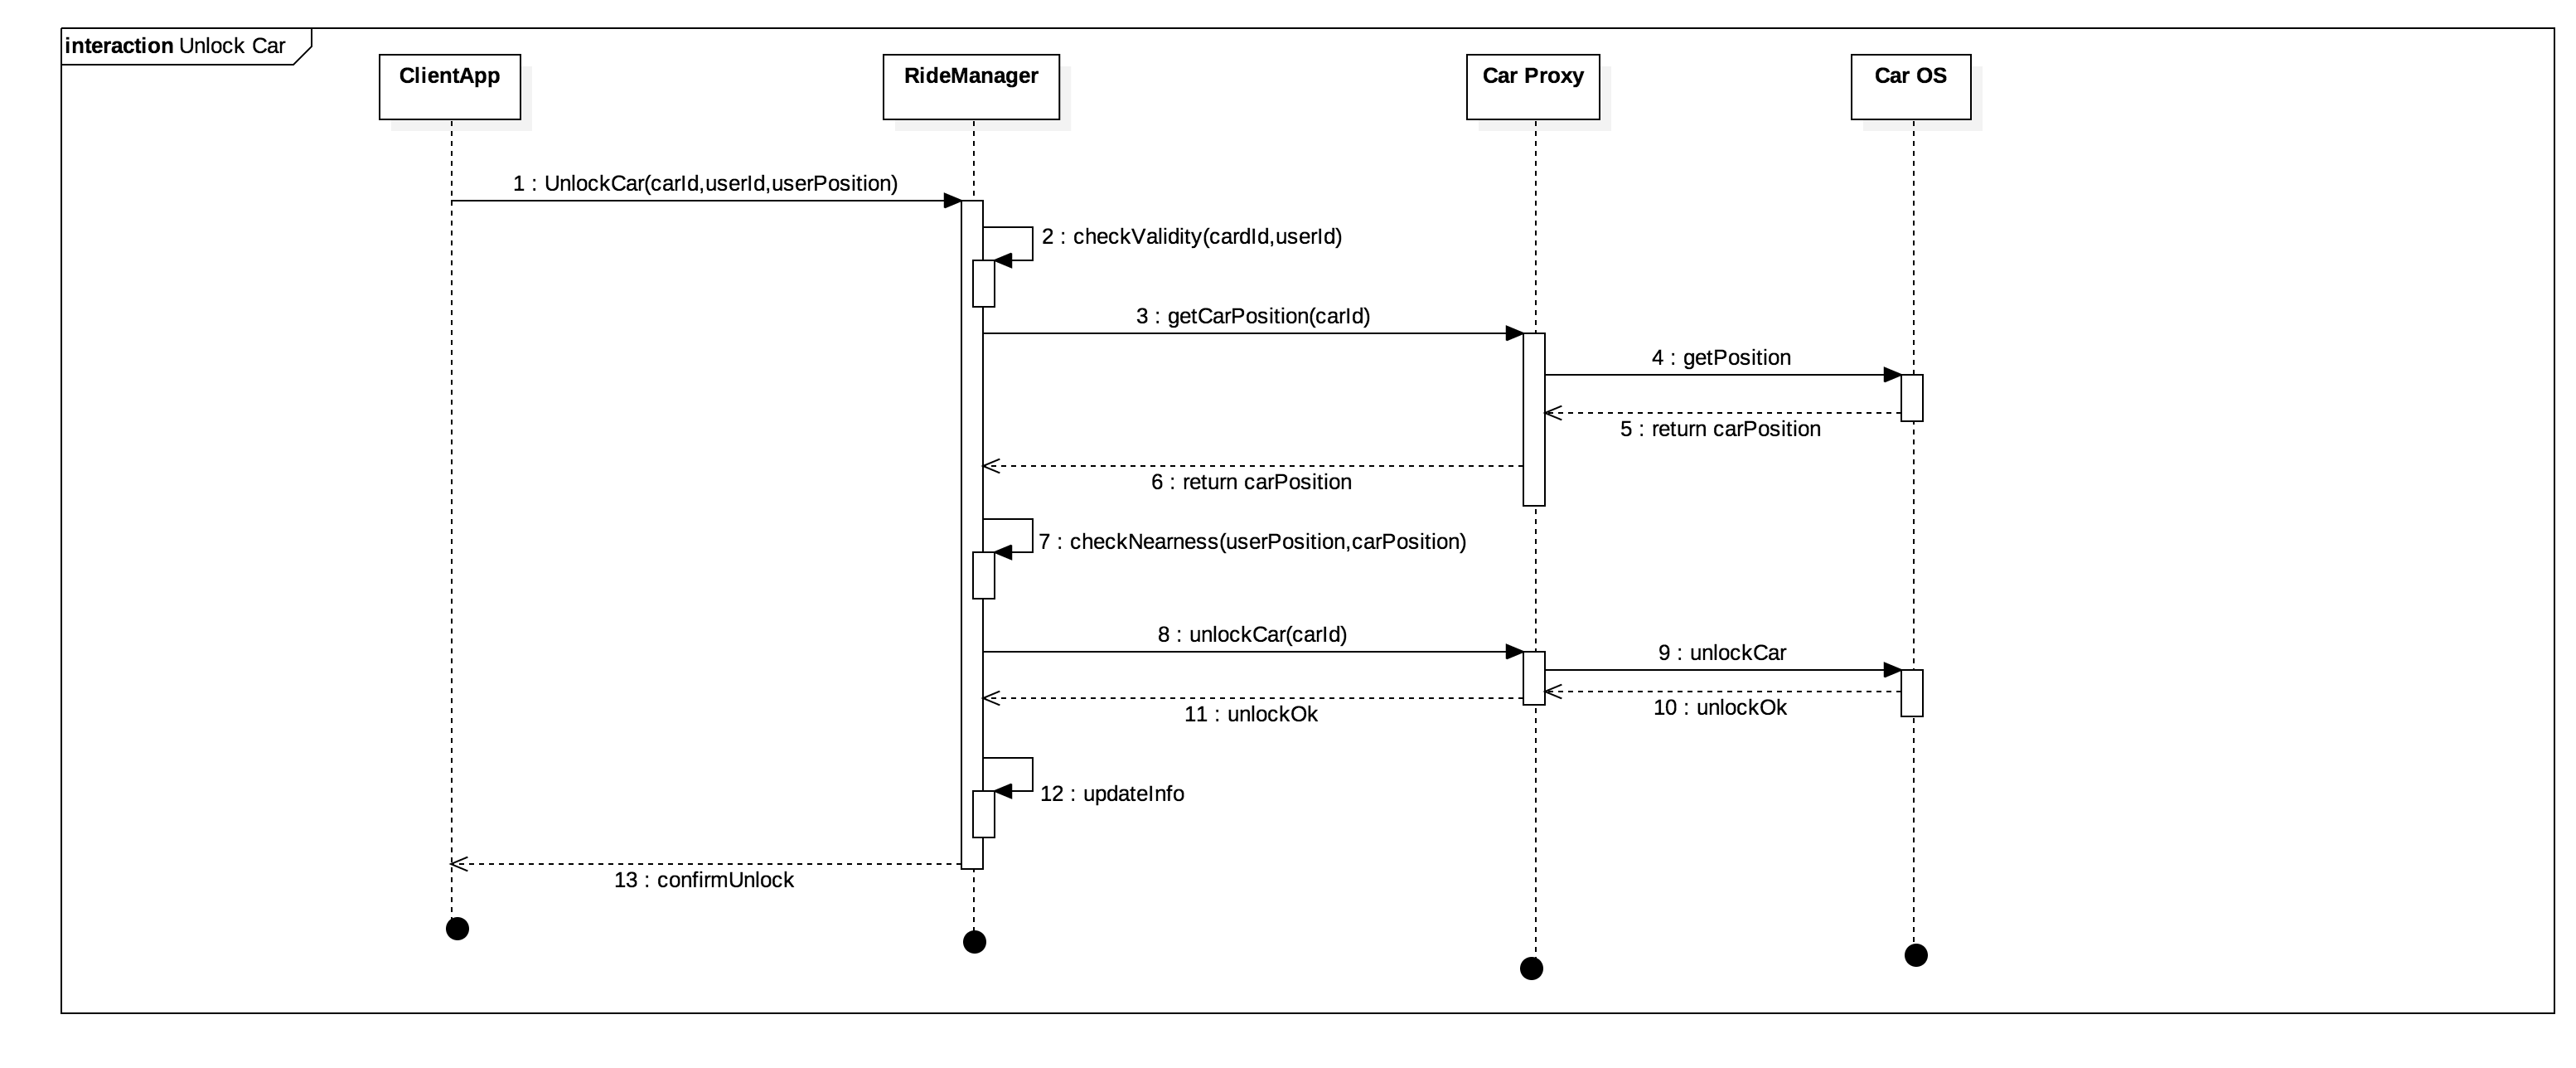 interaction Unlock Car
ClientApp
RideManager
Car Proxy
Car OS
1 : UnlockCar(carId,userId,userPosition)
2 : checkValidity(cardId,userId)
3 : getCarPosition(carId)
4 : getPosition
5 : return carPosition
6 : return carPosition
7 : checkNearness(userPosition,carPosition)
8 : unlockCar(carId)
9 : unlockCar
10 : unlockOk
11 : unlockOk
12 : updateInfo
13 : confirmUnlock